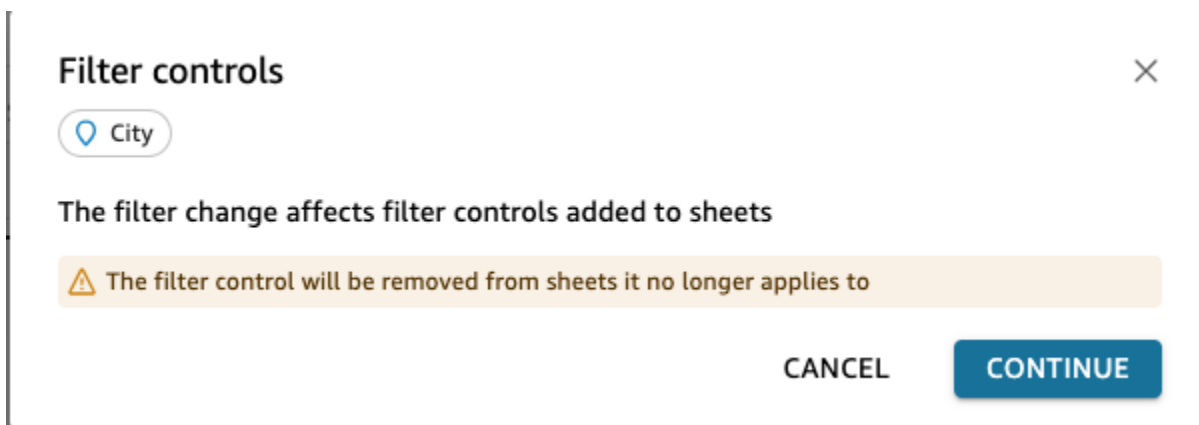 Filter controls
City
The filter change affects filter controls added to sheets
The filter control will be removed from sheets it no longer applies to
CANCEL CONTINUE